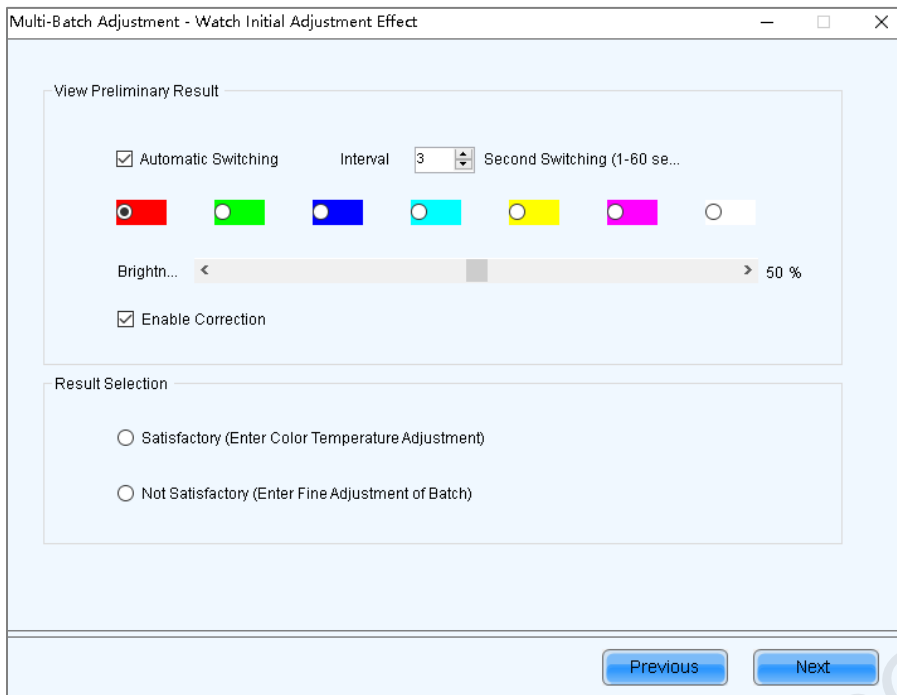 Multi-Batch Adjustment - Watch Initial Adjustment Effect
View Preliminary Result
Automatic Switching Interval 3 Second Switching (1-60 se...
Brightn... 50 %
Enable Correction
Result Selection
Satisfactory (Enter Color Temperature Adjustment)
Not Satisfactory (Enter Fine Adjustment of Batch)
Previous Next